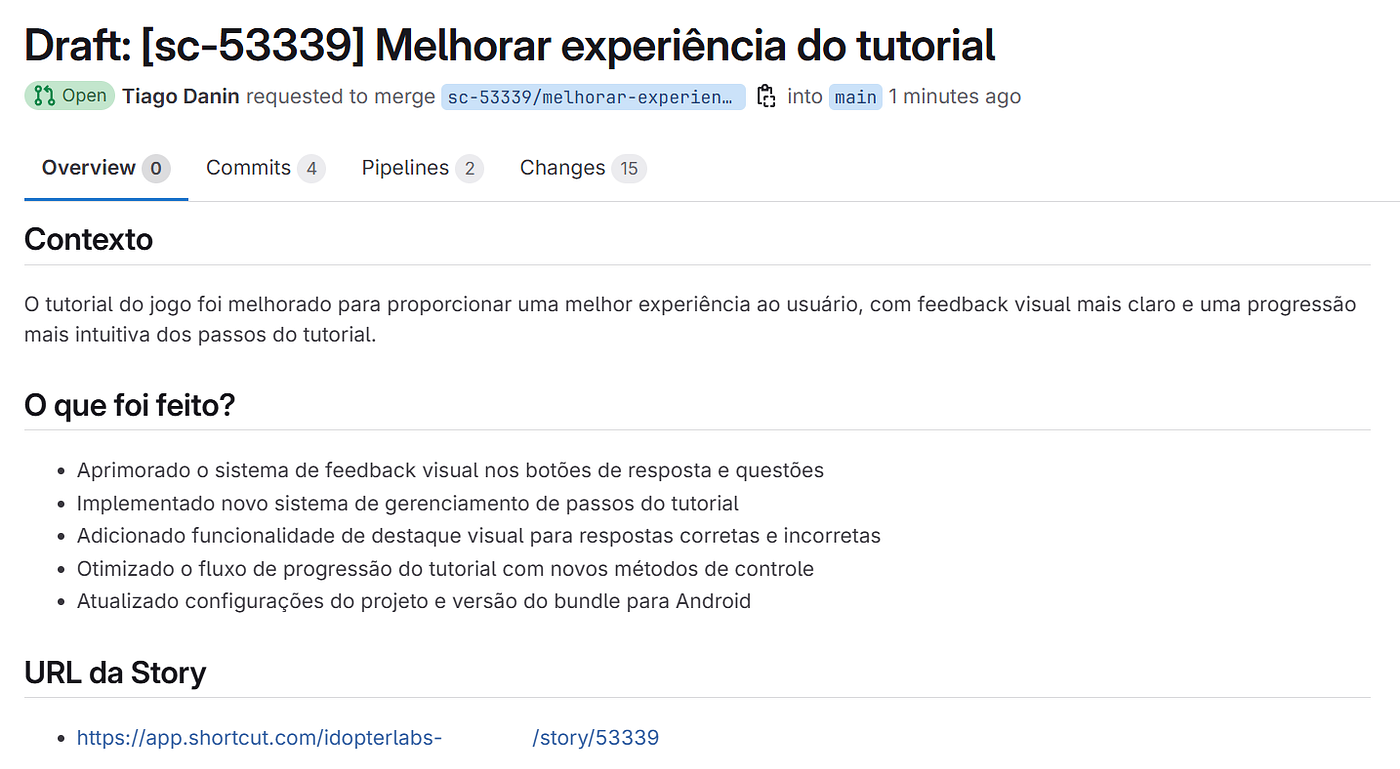 Draft: [sc-53339] Melhorar experiência do tutorial
Open Tiago Danin requested to merge sc-53339/melhorar-experien… into main 1 minutes ago
Overview 0 Commits 4 Pipelines 2 Changes 15
Contexto
O tutorial do jogo foi melhorado para proporcionar uma melhor experiência ao usuário, com feedback visual mais claro e uma progressão
mais intuitiva dos passos do tutorial.
O que foi feito?
• Aprimorado o sistema de feedback visual nos botões de resposta e questões
• Implementado novo sistema de gerenciamento de passos do tutorial
• Adicionado funcionalidade de destaque visual para respostas corretas e incorretas
• Otimizado o fluxo de progressão do tutorial com novos métodos de controle
• Atualizado configurações do projeto e versão do bundle para Android
URL da Story
• https://app.shortcut.com/idopterlabs- /story/53339